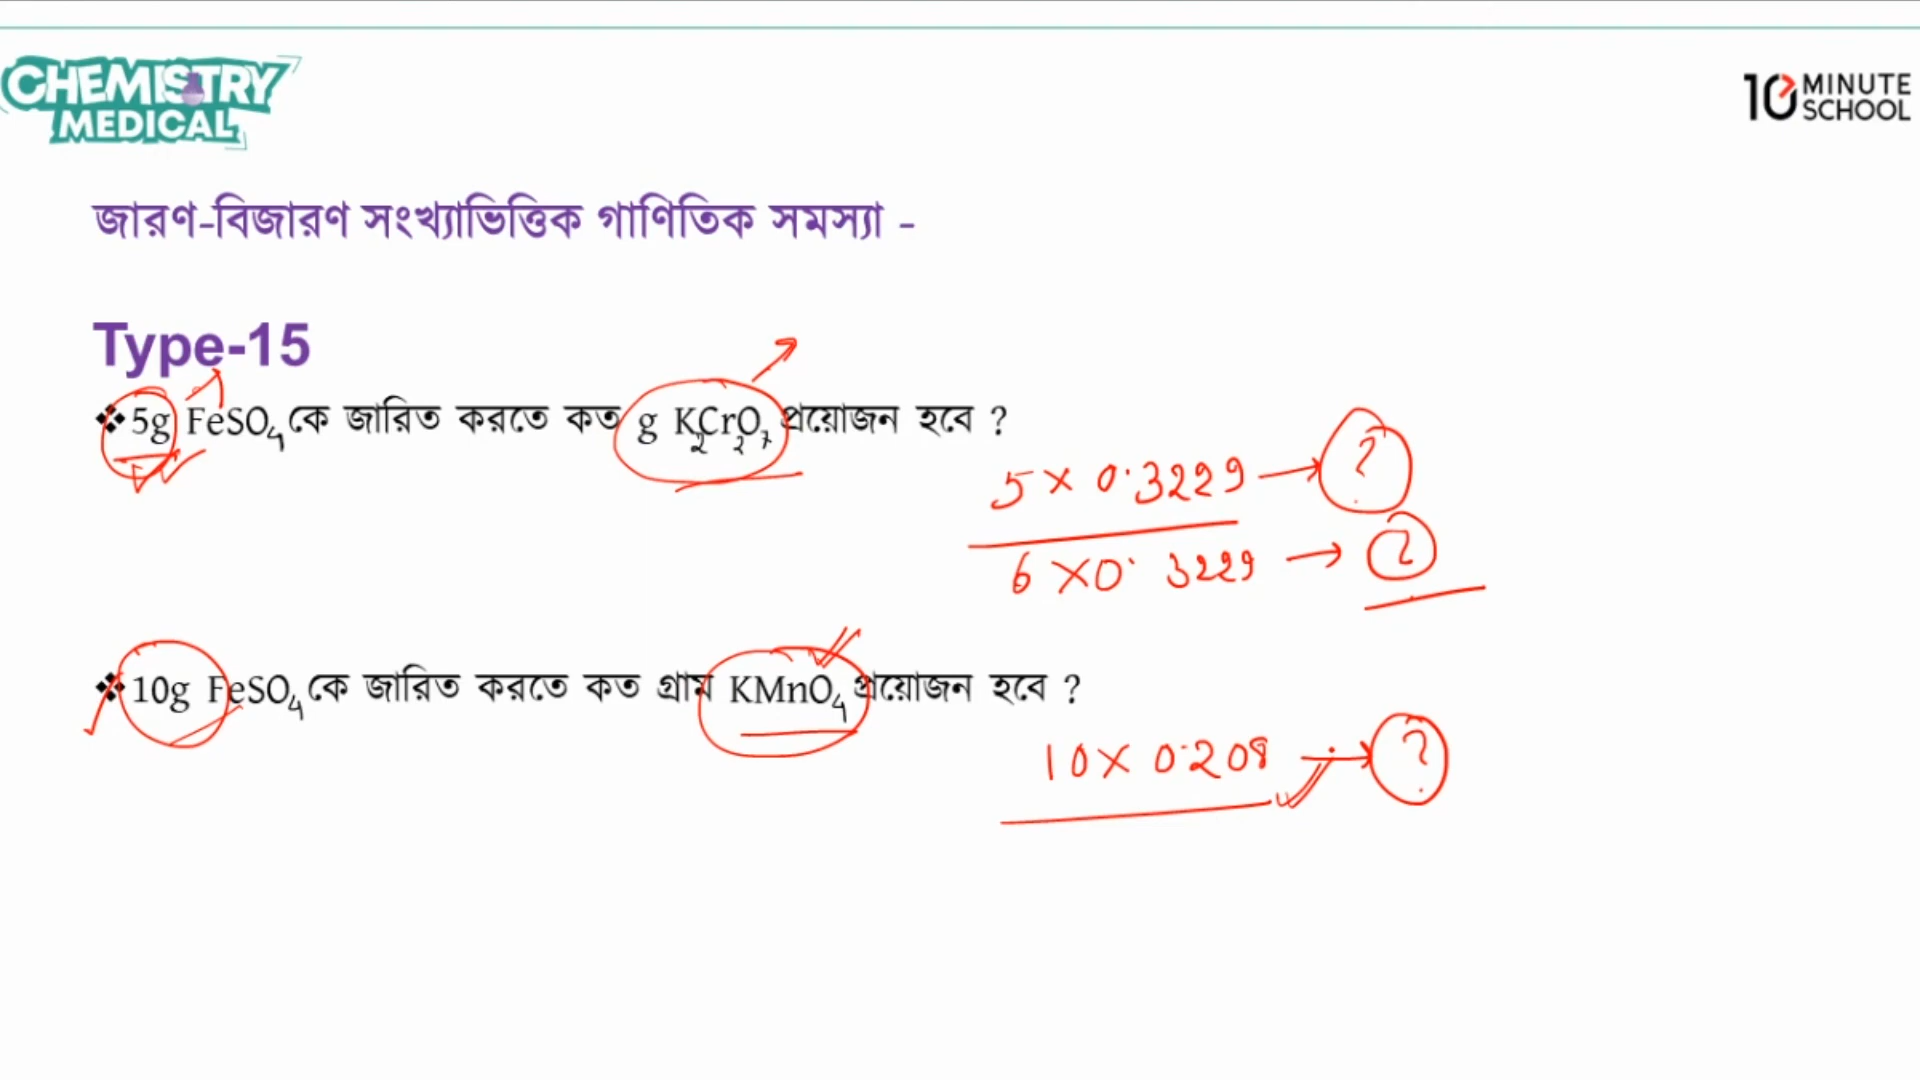 CHEMISTRY
MEDICAL
10 MINUTE
SCHOOL
জারণ-বিজারণ সংখ্যাভিত্তিক গাণিতিক সমস্যা -
Type-15
❖ 5g FeSO₄ কে জারিত করতে কত g K₂Cr₂O₇ প্রয়োজন হবে ?
5 × 0.3229 → ?
6 × 0.3229 → ?
❖ 10g FeSO₄ কে জারিত করতে কত গ্রাম KMnO₄ প্রয়োজন হবে ?
10 × 0.208 → ?